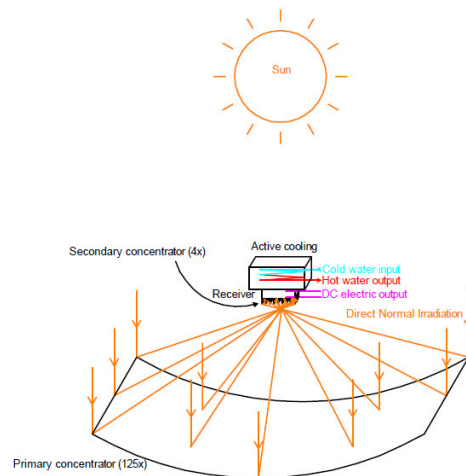 Sun
Active cooling
Secondary concentrator (4x)
Cold water input
Hot water output
Receiver
DC electric output
Direct Normal Irradiation
Primary concentrator (125x)